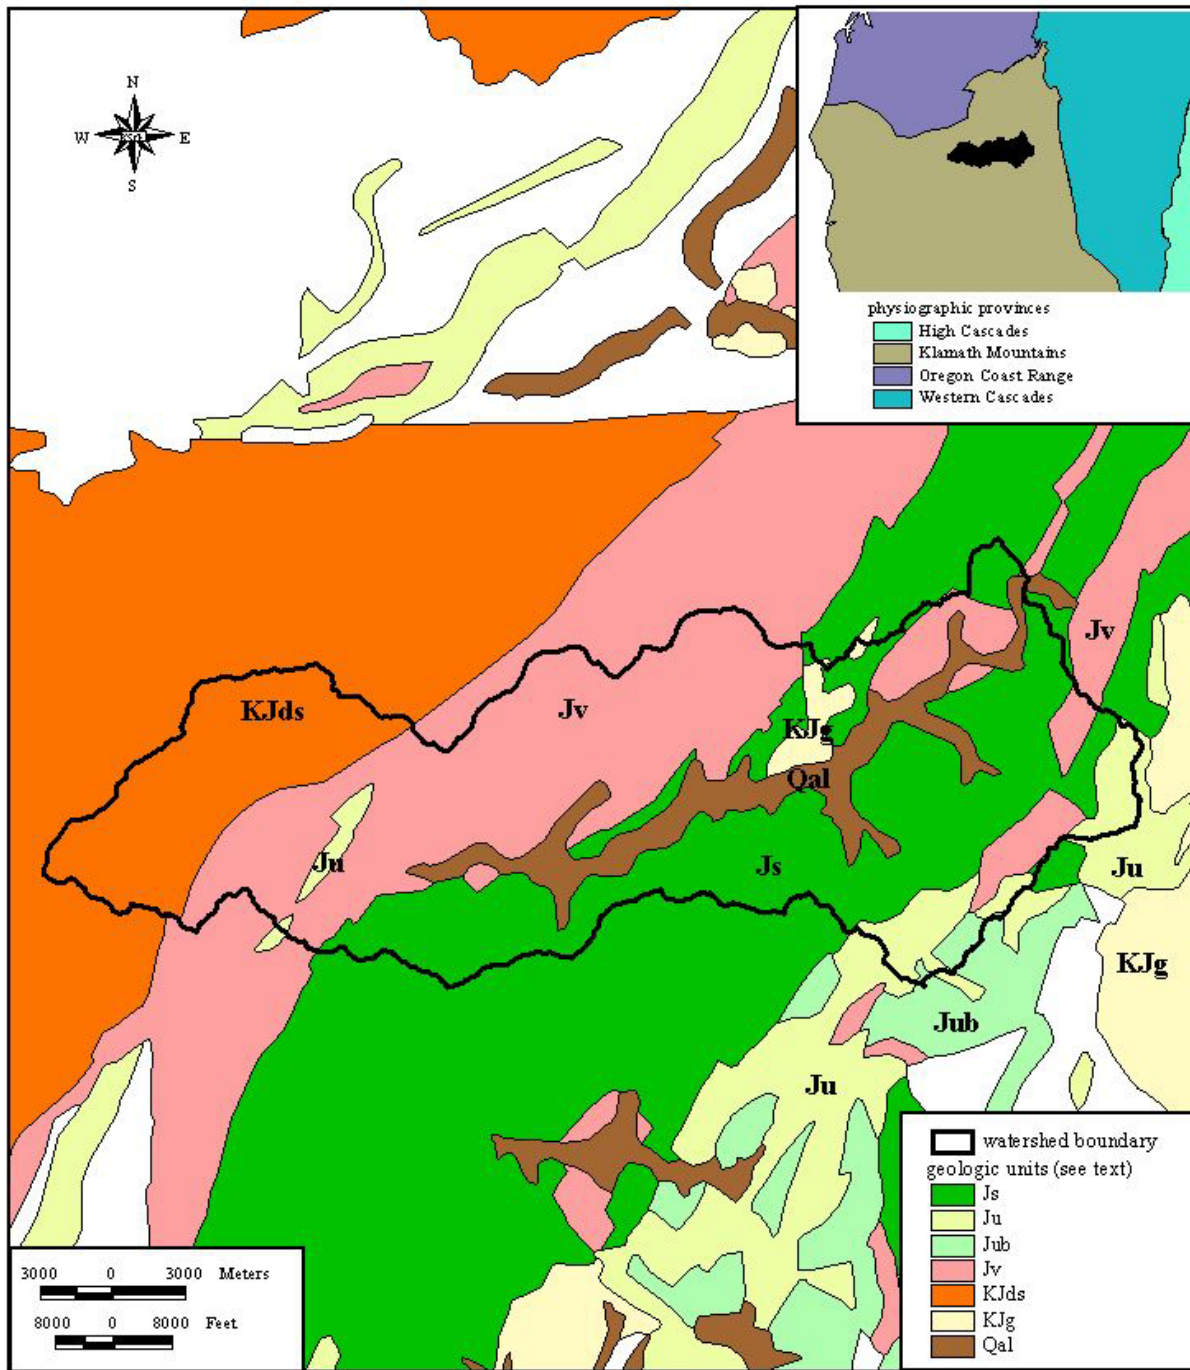 N
W E
S
physiographic provinces
High Cascades
Klamath Mountains
Oregon Coast Range
Western Cascades
Jv
KJds
Jv
KJg
Qal
Ju
Js
Ju
KJg
Jub
Ju
watershed boundary
geologic units (see text)
Js
Ju
Jub
Jv
KJds
KJg
Qal
3000 0 3000 Meters
8000 0 8000 Feet